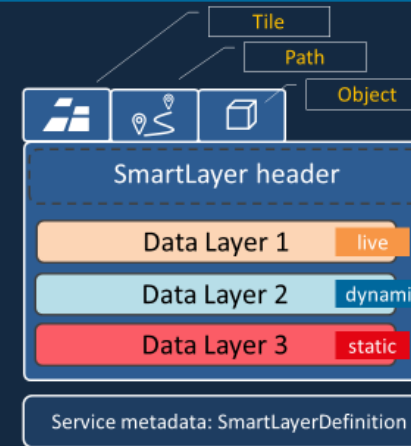 Tile
Path
Object
SmartLayer header
Data Layer 1 live
Data Layer 2 dynami
Data Layer 3 static
Service metadata: SmartLayerDefinition